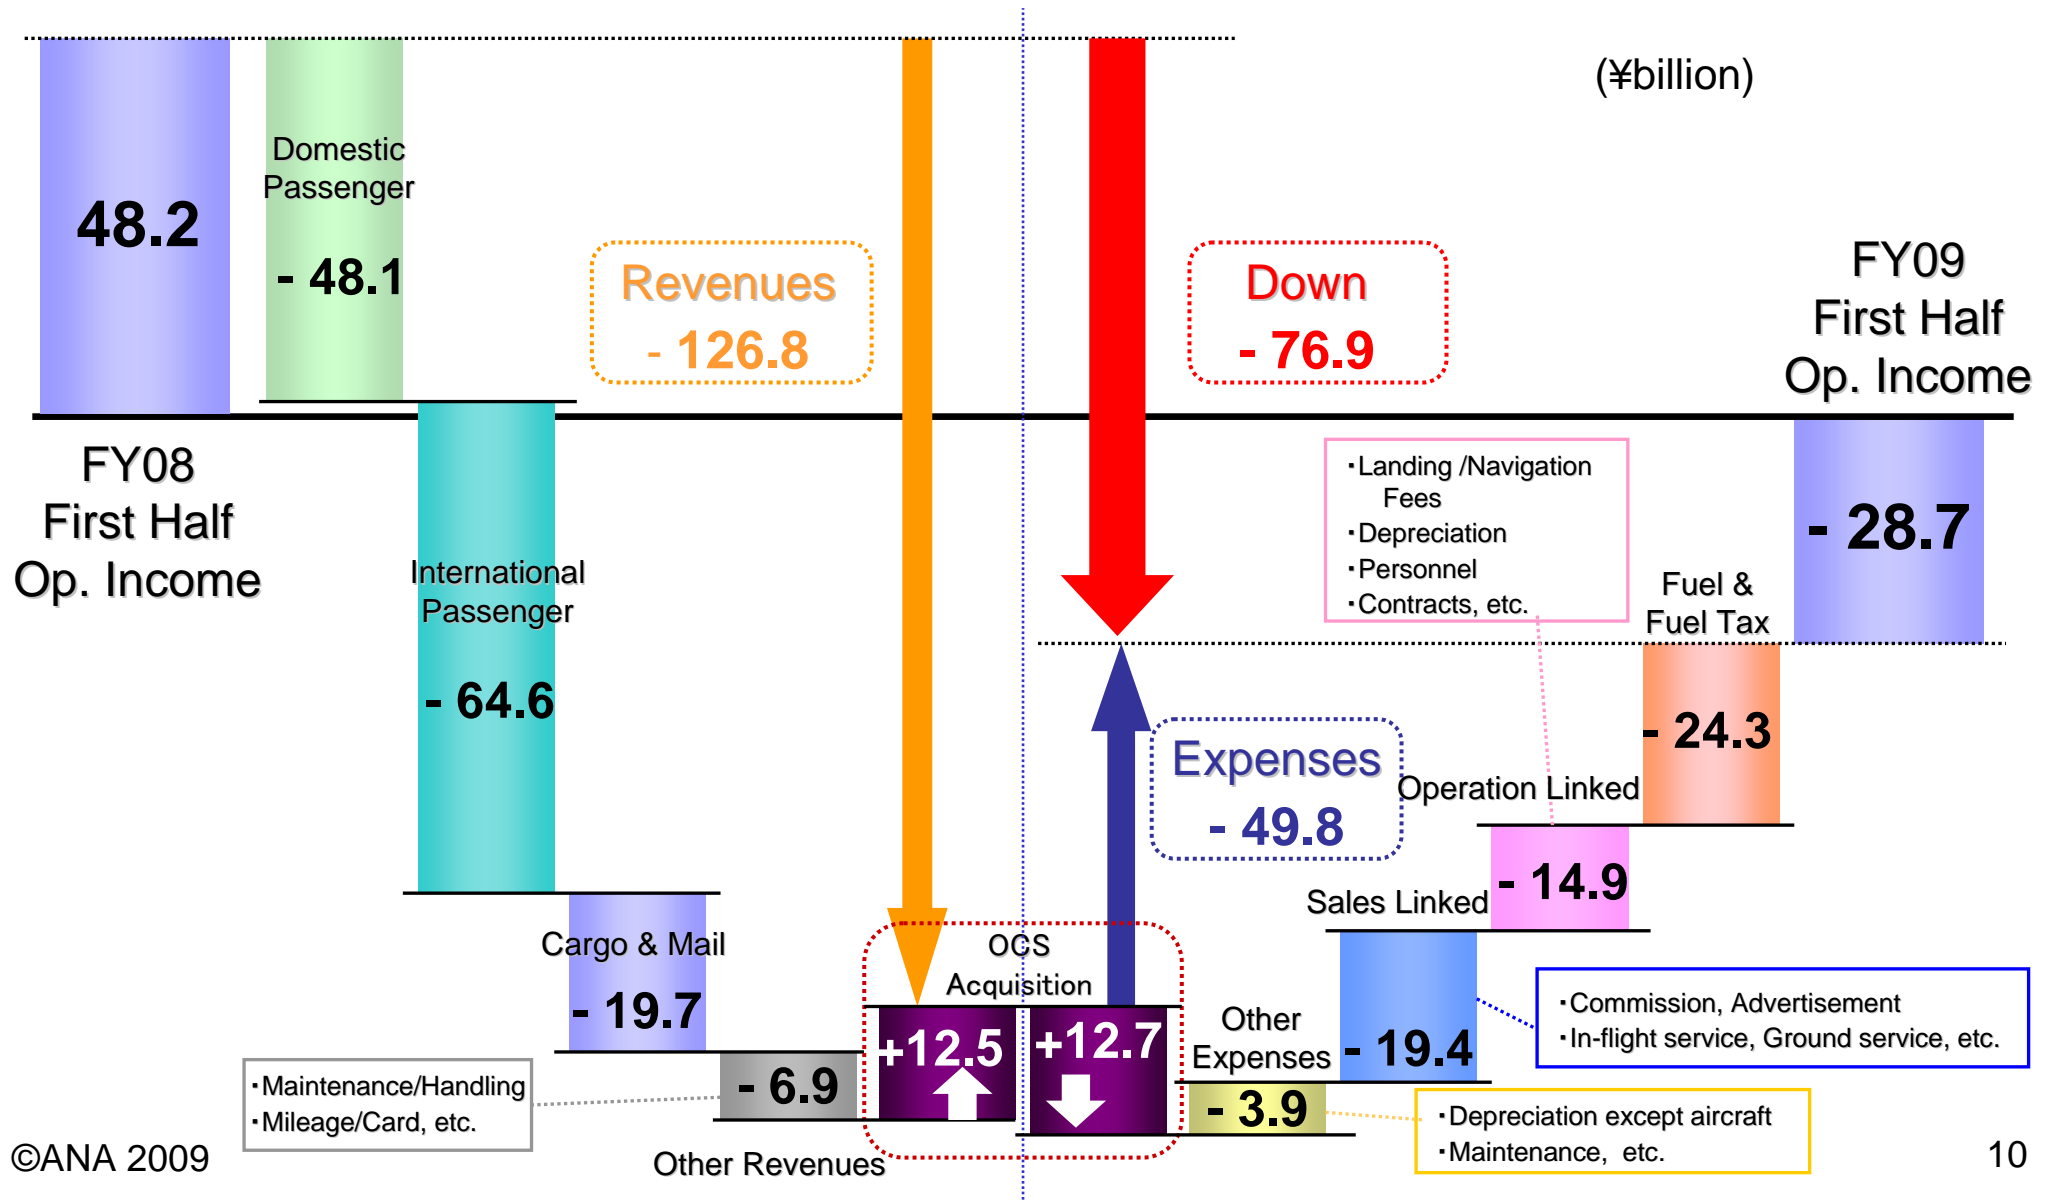 (¥billion)
48.2
FY08
First Half
Op. Income
Domestic
Passenger
- 48.1
International
Passenger
- 64.6
Cargo & Mail
- 19.7
- 6.9
Other Revenues
・Maintenance/Handling
・Mileage/Card, etc.
Revenues
- 126.8
Down
- 76.9
Expenses
- 49.8
OCS
Acquisition
+12.5
+12.7
Other
Expenses
- 3.9
・Depreciation except aircraft
・Maintenance, etc.
Sales Linked
- 19.4
・Commission, Advertisement
・In-flight service, Ground service, etc.
Operation Linked
- 14.9
・Landing /Navigation
Fees
・Depreciation
・Personnel
・Contracts, etc.
Fuel &
Fuel Tax
- 24.3
FY09
First Half
Op. Income
- 28.7
©ANA 2009
10